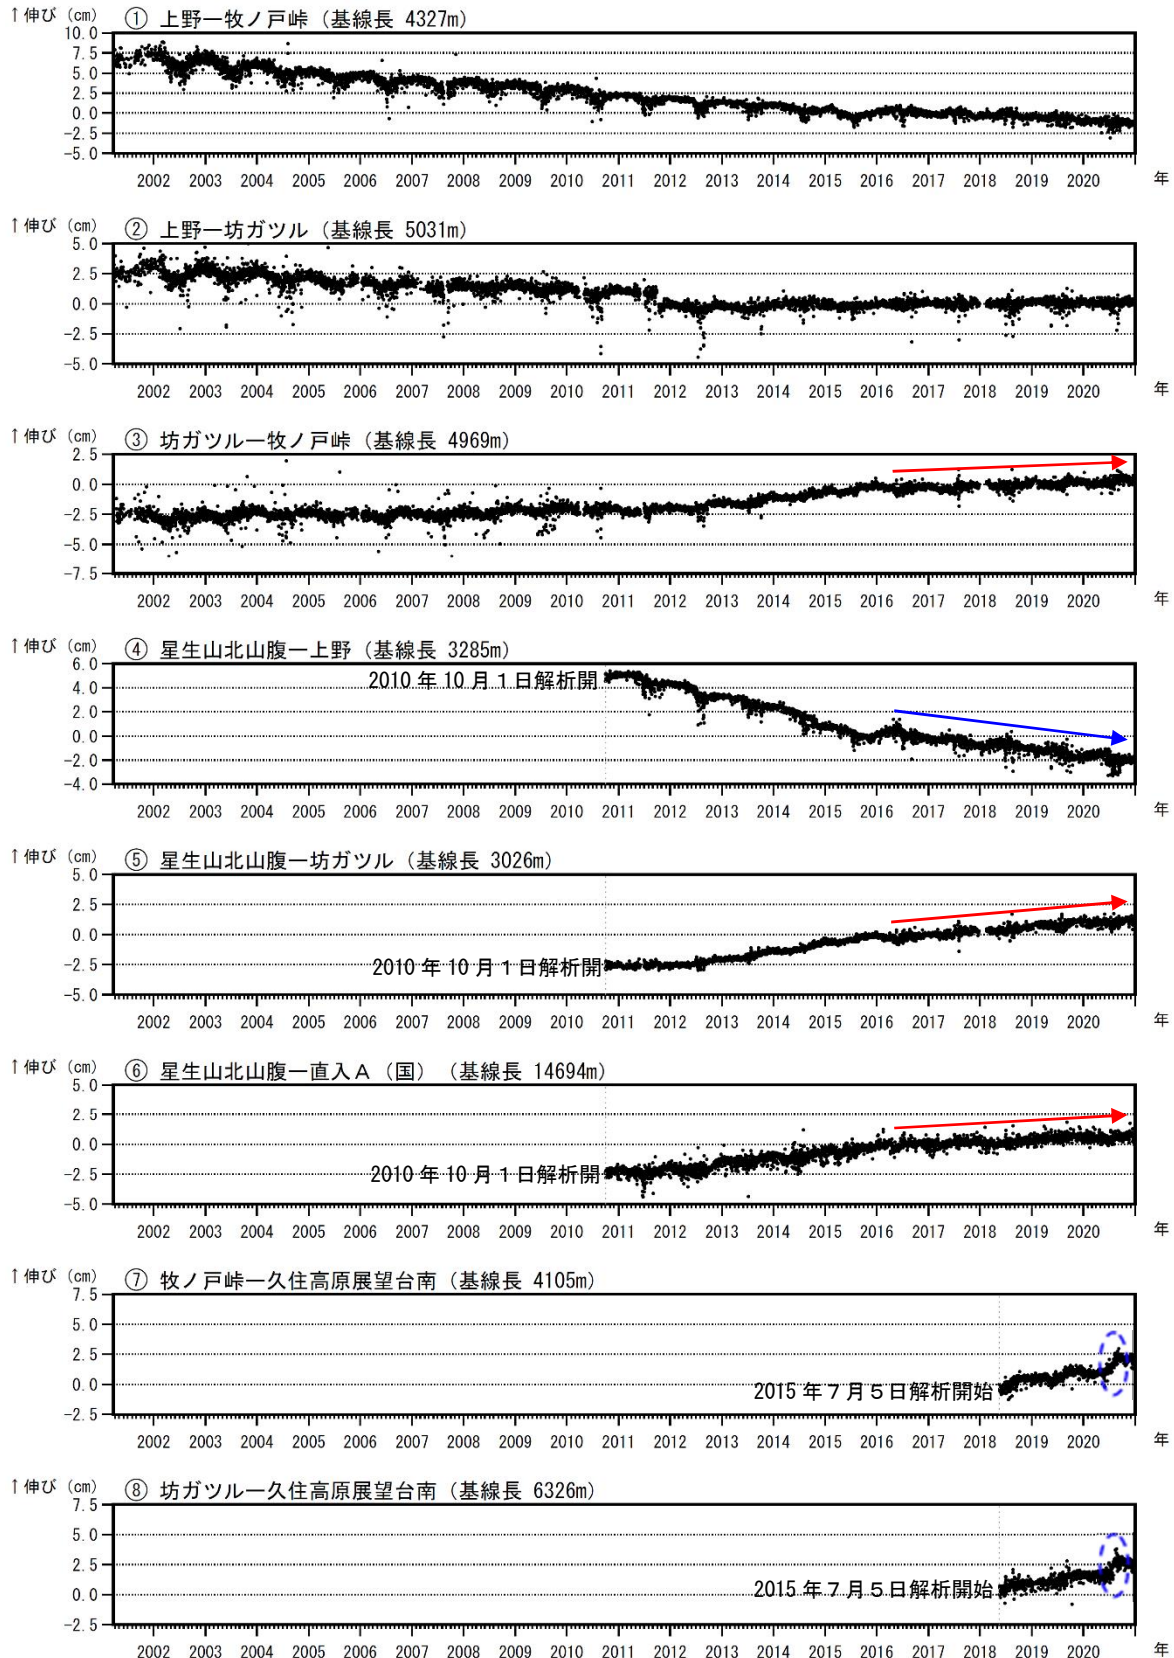 ↑伸び (cm) ① 上野ー牧ノ戸峠 (基線長 4327m)
10.0
7.5
5.0
2.5
0.0
-2.5
-5.0
2002 2003 2004 2005 2006 2007 2008 2009 2010 2011 2012 2013 2014 2015 2016 2017 2018 2019 2020 年
↑伸び (cm) ② 上野ー坊ガツル (基線長 5031m)
5.0
2.5
0.0
-2.5
-5.0
2002 2003 2004 2005 2006 2007 2008 2009 2010 2011 2012 2013 2014 2015 2016 2017 2018 2019 2020 年
↑伸び (cm) ③ 坊ガツルー牧ノ戸峠 (基線長 4969m)
2.5
0.0
-2.5
-5.0
-7.5
2002 2003 2004 2005 2006 2007 2008 2009 2010 2011 2012 2013 2014 2015 2016 2017 2018 2019 2020 年
↑伸び (cm) ④ 星生山北山腹ー上野 (基線長 3285m)
6.0
2010年10月1日解析開
4.0
2.0
0.0
-2.0
-4.0
2002 2003 2004 2005 2006 2007 2008 2009 2010 2011 2012 2013 2014 2015 2016 2017 2018 2019 2020 年
↑伸び (cm) ⑤ 星生山北山腹ー坊ガツル (基線長 3026m)
5.0
2.5
0.0
-2.5
2010年10月1日解析開
-5.0
2002 2003 2004 2005 2006 2007 2008 2009 2010 2011 2012 2013 2014 2015 2016 2017 2018 2019 2020 年
↑伸び (cm) ⑥ 星生山北山腹ー直入A (国) (基線長 14694m)
5.0
2.5
0.0
-2.5
2010年10月1日解析開
-5.0
2002 2003 2004 2005 2006 2007 2008 2009 2010 2011 2012 2013 2014 2015 2016 2017 2018 2019 2020 年
↑伸び (cm) ⑦ 牧ノ戸峠ー久住高原展望台南 (基線長 4105m)
7.5
5.0
2.5
0.0
2015年7月5日解析開始
-2.5
2002 2003 2004 2005 2006 2007 2008 2009 2010 2011 2012 2013 2014 2015 2016 2017 2018 2019 2020 年
↑伸び (cm) ⑧ 坊ガツルー久住高原展望台南 (基線長 6326m)
7.5
5.0
2.5
0.0
2015年7月5日解析開始
-2.5
2002 2003 2004 2005 2006 2007 2008 2009 2010 2011 2012 2013 2014 2015 2016 2017 2018 2019 2020 年